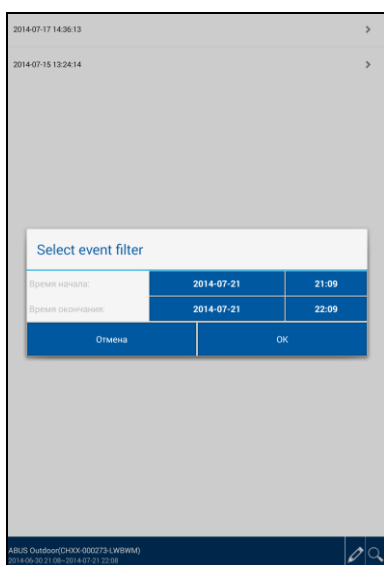 2014-07-17 14:36:13
2014-07-15 13:24:14
Select event filter
Время начала: 2014-07-21 21:09
Время окончания: 2014-07-21 22:09
Отмена OK
ABUS Outdoor(CHXX-000273-LWBWM)
2014-06-30 21:08~2014-07-21 22:08